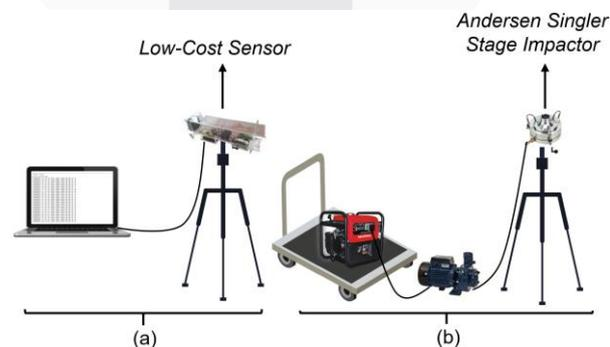 Low-Cost Sensor
Andersen Singler
Stage Impactor
(a)
(b)